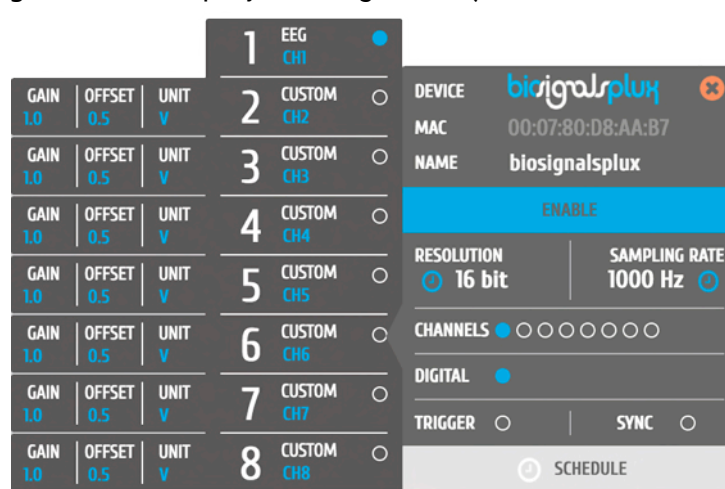 GAIN OFFSET UNIT
1.0 0.5 V
GAIN OFFSET UNIT
1.0 0.5 V
GAIN OFFSET UNIT
1.0 0.5 V
GAIN OFFSET UNIT
1.0 0.5 V
GAIN OFFSET UNIT
1.0 0.5 V
GAIN OFFSET UNIT
1.0 0.5 V
GAIN OFFSET UNIT
1.0 0.5 V
1 EEG
CH1
2 CUSTOM
CH2
3 CUSTOM
CH3
4 CUSTOM
CH4
5 CUSTOM
CH5
6 CUSTOM
CH6
7 CUSTOM
CH7
8 CUSTOM
CH8
DEVICE biosignalsplux
MAC 00:07:80:D8:AA:B7
NAME biosignalsplux
ENABLE
RESOLUTION SAMPLING RATE
16 bit 1000 Hz
CHANNELS
DIGITAL
TRIGGER SYNC
SCHEDULE